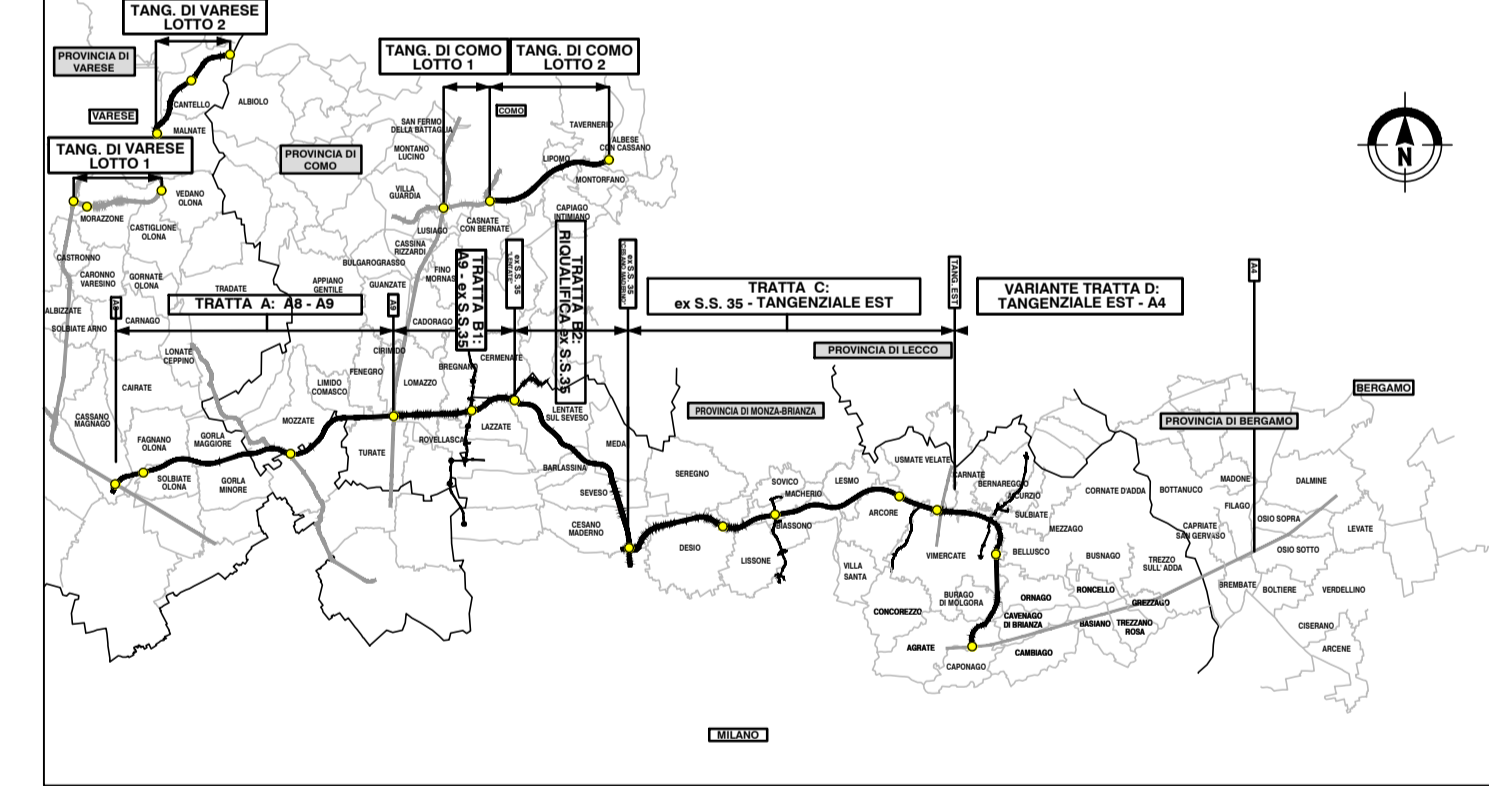 TANG. DI VARESE
LOTTO 2
PROVINCIA DI
VARESE
CANTELLO
ALBIOLO
VARESE
MALNATE
TANG. DI VARESE
LOTTO 1
PROVINCIA DI
COMO
VEDANO
OLONA
MORAZZONE
CASTIGLIONE
OLONA
TANG. DI COMO
LOTTO 1
TANG. DI COMO
LOTTO 2
COMO
SAN FERMO
DELLA BATTAGLIA
TAVERNERIO
ALBESE
CON CASSANO
MONTANO
LUCINO
LIPOMO
MONTORFANO
VILLA
GUARDIA
CAPIAGO
INTIMIANO
LUSIAGO
CASNATE
CON BERNATE
CASSINA
RIZZARDI
BULGAROGRASSO
FINO
MORNAS
CASTRONNO
CARONNO
VARESINO
GORNATE
OLONA
TRADATE
APPIANO
GENTILE
GUANZATE
ALBIZZATE
SOLBIATE ARNO
CARNAGO
TRATTA A: A8 - A9
A9
CADORAGO
TRATTA B1:
A9 - ex S.S.35
ex S.S. 35
TRATTA B2:
RIQUALIFICA ex S.S.35
ex S.S. 35
TRATTA C:
ex S.S. 35 - TANGENZIALE EST
TANG. EST
VARIANTE TRATTA D:
TANGENZIALE EST - A4
A4
N
PROVINCIA DI LECCO
BERGAMO
PROVINCIA DI MONZA-BRIANZA
PROVINCIA DI BERGAMO
LONATE
CEPPINO
CIRIMIDO
FENEGRO
BREGNANO
CERMENATE
CAIRATE
LIMIDO
COMASCO
LOMAZZO
CASSANO
MAGNAGO
MOZZATE
LENTATE
SUL SEVESO
LAZZATE
FAGNANO
OLONA
GORLA
MAGGIORE
TURATE
ROVELLASCA
MEDA
SOLBIATE
OLONA
GORLA
MINORE
BARLASSINA
SEVESO
CESANO
MADERNO
SEREGNO
DESIO
SOVICO
MACHERIO
BIASSONO
LISSONE
LESMO
ARCORE
USMATE VELATE
CARNATE
BERNAREGGIO
AICURZIO
SULBIATE
MEZZAGO
CORNATE D'ADDA
BOTTANUCO
MADONE
FILAGO
DALMINE
OSIO SOPRA
CAPRIATE
SAN GERVASO
LEVATE
OSIO SOTTO
VIMERCATE
BELLUSCO
BUSNAGO
TREZZO
SULL' ADDA
VILLA
SANTA
BURAGO
DI MOLGORA
ORNAGO
RONCELLO
GREZZAGO
BREMBATE
BOLTIERE
VERDELLINO
CONCOREZZO
CAVENAGO
DI BRIANZA
BASIANO
TREZZANO
ROSA
CISERANO
ARCENE
AGRATE
CAMBIAGO
CAPONAGO
MILANO